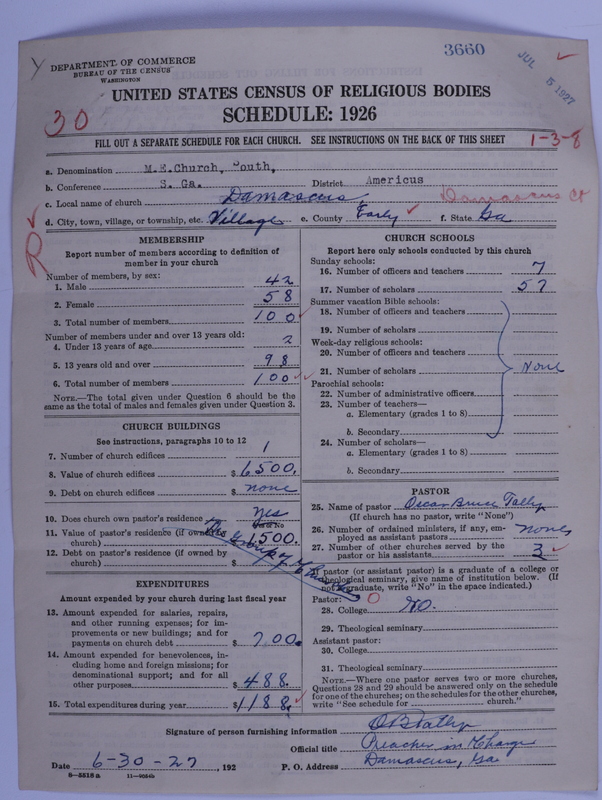 3660
JUL 5 1927
DEPARTMENT OF COMMERCE
BUREAU OF THE CENSUS
WASHINGTON
UNITED STATES CENSUS OF RELIGIOUS BODIES
SCHEDULE: 1926
30
FILL OUT A SEPARATE SCHEDULE FOR EACH CHURCH. SEE INSTRUCTIONS ON THE BACK OF THIS SHEET
1-3-8
a. Denomination M.E.Church, South,
b. Conference S. Ga. District Americus
c. Local name of church Damascus Damascus Ct
d. City, town, village, or township, etc. Village e. County Early f. State Ga
R
MEMBERSHIP
Report number of members according to definition of
member in your church
Number of members, by sex:
1. Male 42
2. Female 58
3. Total number of members 100
Number of members under and over 13 years old:
4. Under 13 years of age 2
5. 13 years old and over 98
6. Total number of members 100
NOTE.—The total given under Question 6 should be the
same as the total of males and females given under Question 3.
CHURCH BUILDINGS
See instructions, paragraphs 10 to 12
7. Number of church edifices 1
8. Value of church edifices $6500.
9. Debt on church edifices $ none
10. Does church own pastor's residence Yes
Yes or No
11. Value of pastor's residence (if owned by
church) $1,500.
12. Debt on pastor's residence (if owned by
church) $
EXPENDITURES
Amount expended by your church during last fiscal year
13. Amount expended for salaries, repairs,
and other running expenses; for im-
provements or new buildings; and for
payments on church debt $ 700.
14. Amount expended for benevolences, in-
cluding home and foreign missions; for
denominational support; and for all
other purposes $ 488.
15. Total expenditures during year $1188.
CHURCH SCHOOLS
Report here only schools conducted by this church
Sunday schools:
16. Number of officers and teachers 7
17. Number of scholars 57
Summer vacation Bible schools:
18. Number of officers and teachers
19. Number of scholars
Week-day religious schools:
20. Number of officers and teachers
21. Number of scholars None
Parochial schools:
22. Number of administrative officers
23. Number of teachers—
a. Elementary (grades 1 to 8)
b. Secondary
24. Number of scholars—
a. Elementary (grades 1 to 8)
b. Secondary
PASTOR
25. Name of pastor Oscar Bruce Tally
(If church has no pastor, write "None")
26. Number of ordained ministers, if any, em-
ployed as assistant pastors none
27. Number of other churches served by the
pastor or his assistants 3
If pastor (or assistant pastor) is a graduate of a college or
theological seminary, give name of institution below. (If
not a graduate, write "No" in the space indicated.)
Pastor: 0
28. College No.
29. Theological seminary
Assistant pastor:
30. College
31. Theological seminary
NOTE.—Where one pastor serves two or more churches,
Questions 28 and 29 should be answered only on the schedule
for one of the churches; on the schedules for the other churches,
write "See schedule for church."
Signature of person furnishing information O B Tally
Official title Preacher in Charge
Date 6-30-27, 192 P. O. Address Damascus, Ga.
8—5518a 11—9054b